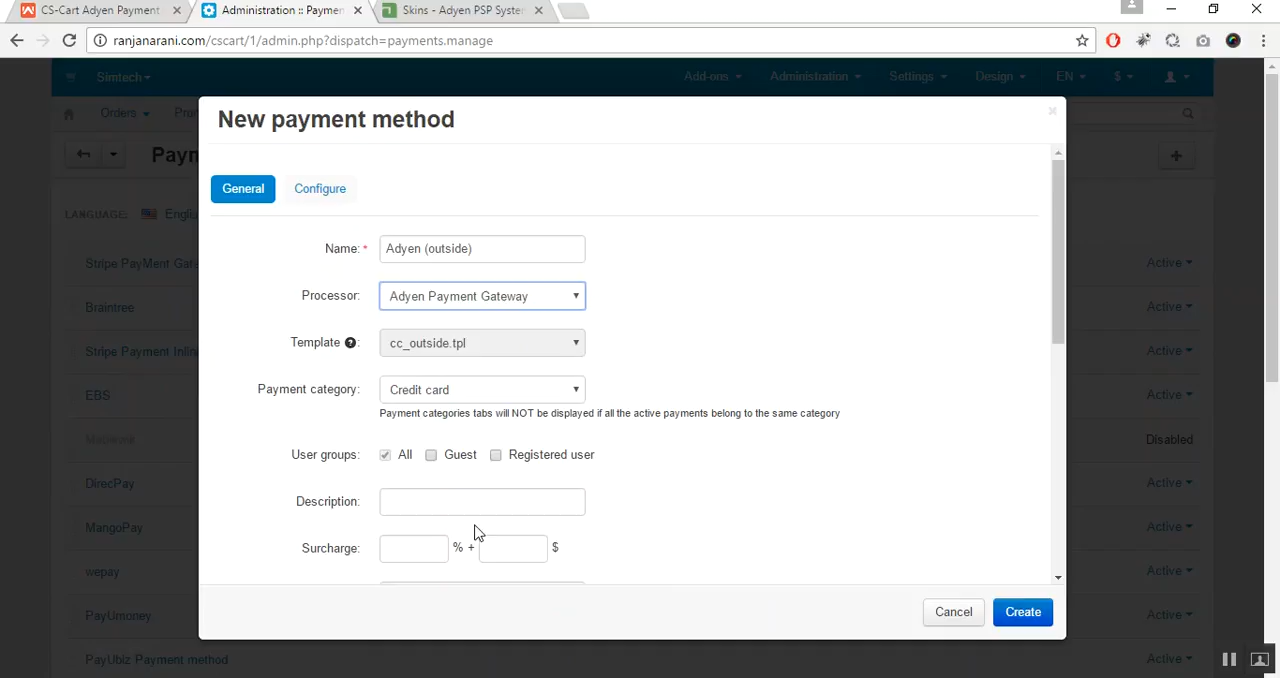 CS-Cart Adyen Payment
Administration :: Paymen
Skins - Adyen PSP System
ranjanarani.com/cscart/1/admin.php?dispatch=payments.manage
Simtech
Add-ons
Administration
Settings
Design
EN
$
Orders
New payment method
General
Configure
LANGUAGE:
Name: *
Adyen (outside)
Stripe PayMent Gate
Active
Processor:
Adyen Payment Gateway
Braintree
Active
Template ?:
cc_outside.tpl
Stripe Payment Inlin
Active
Payment category:
Credit card
EBS
Active
Payment categories tabs will NOT be displayed if all the active payments belong to the same category
Disabled
User groups:
All
Guest
Registered user
DirecPay
Active
Description:
MangoPay
Active
Surcharge:
% +
$
wepay
Active
Cancel
Create
PayUmoney
Active
PayUbiz Payment method
Active